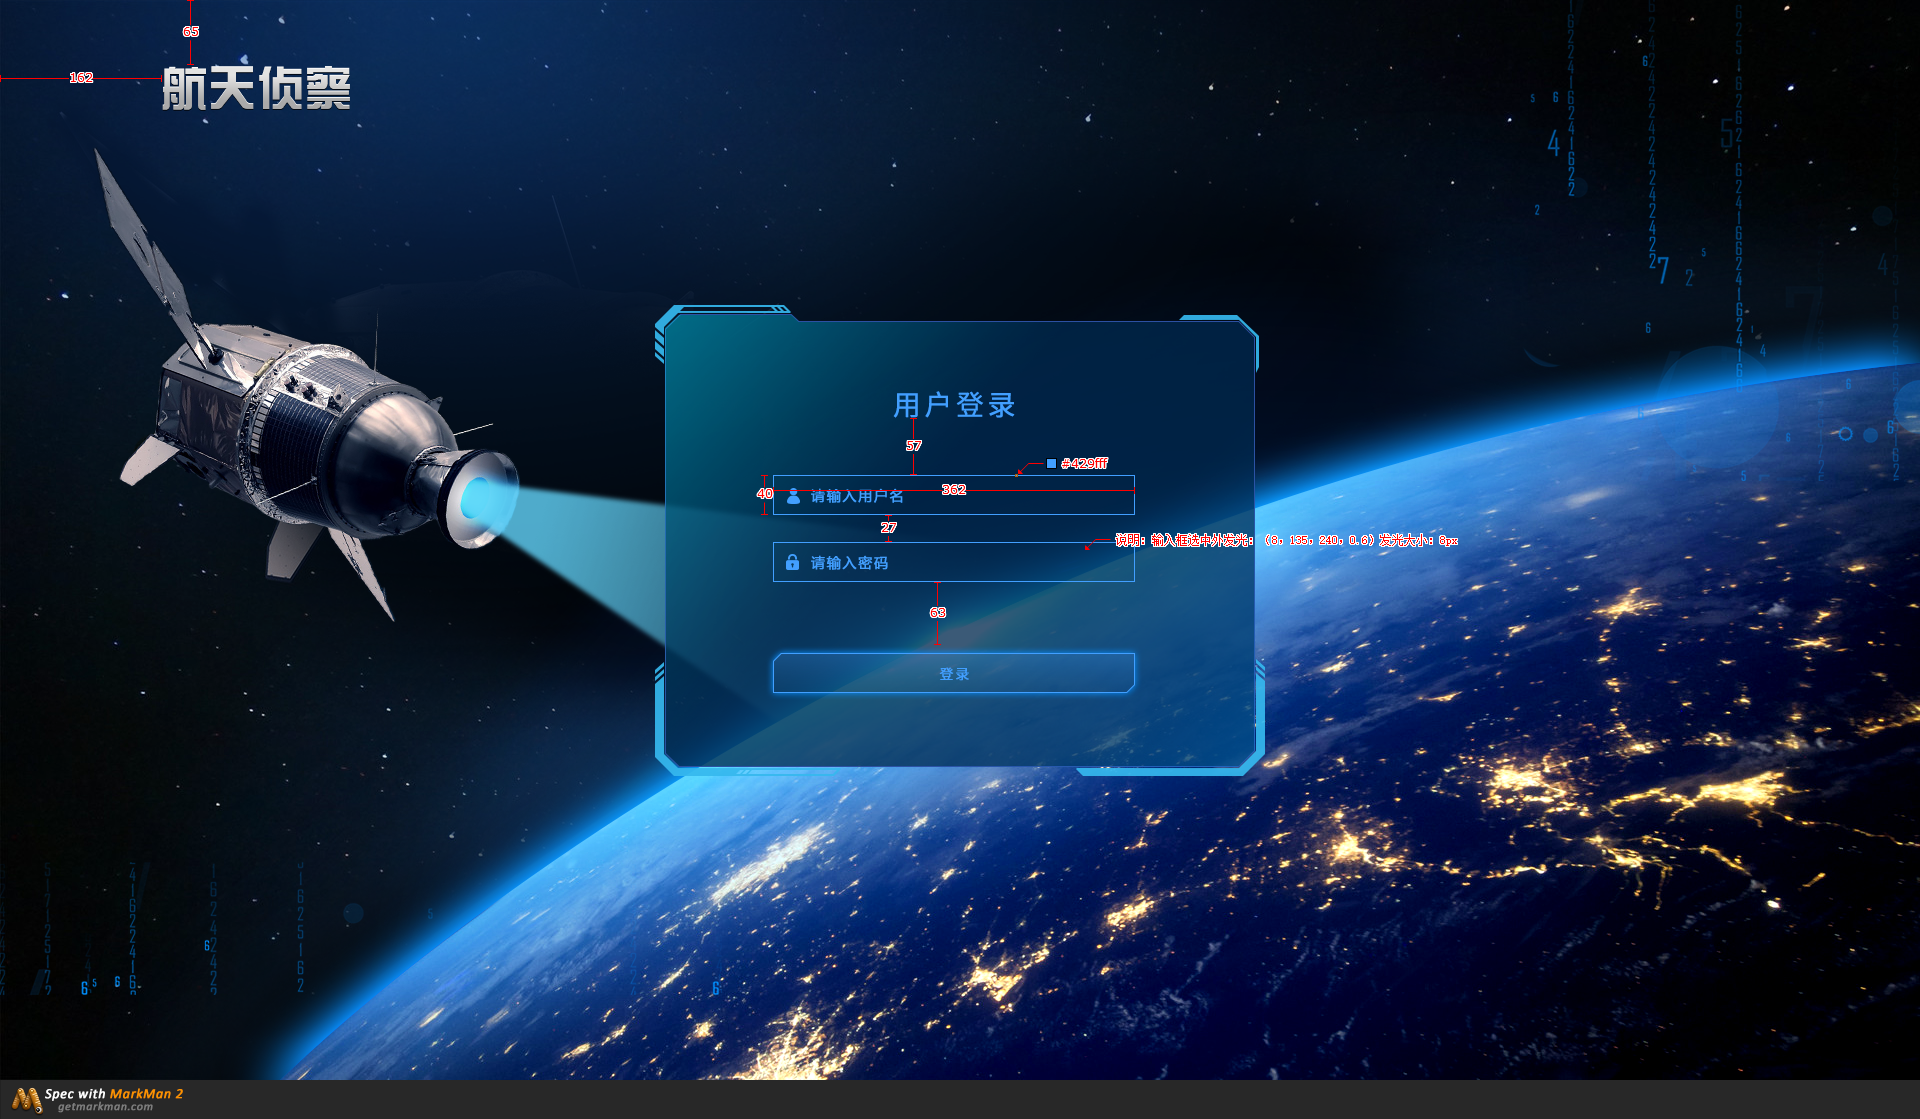 65
162
航天侦察
用户登录
57
#429fff
40
请输入用户名
362
27
说明：输入框选中外发光：（8，135，240，0.6）发光大小：8px
请输入密码
63
登录
Spec with MarkMan 2
getmarkman.com